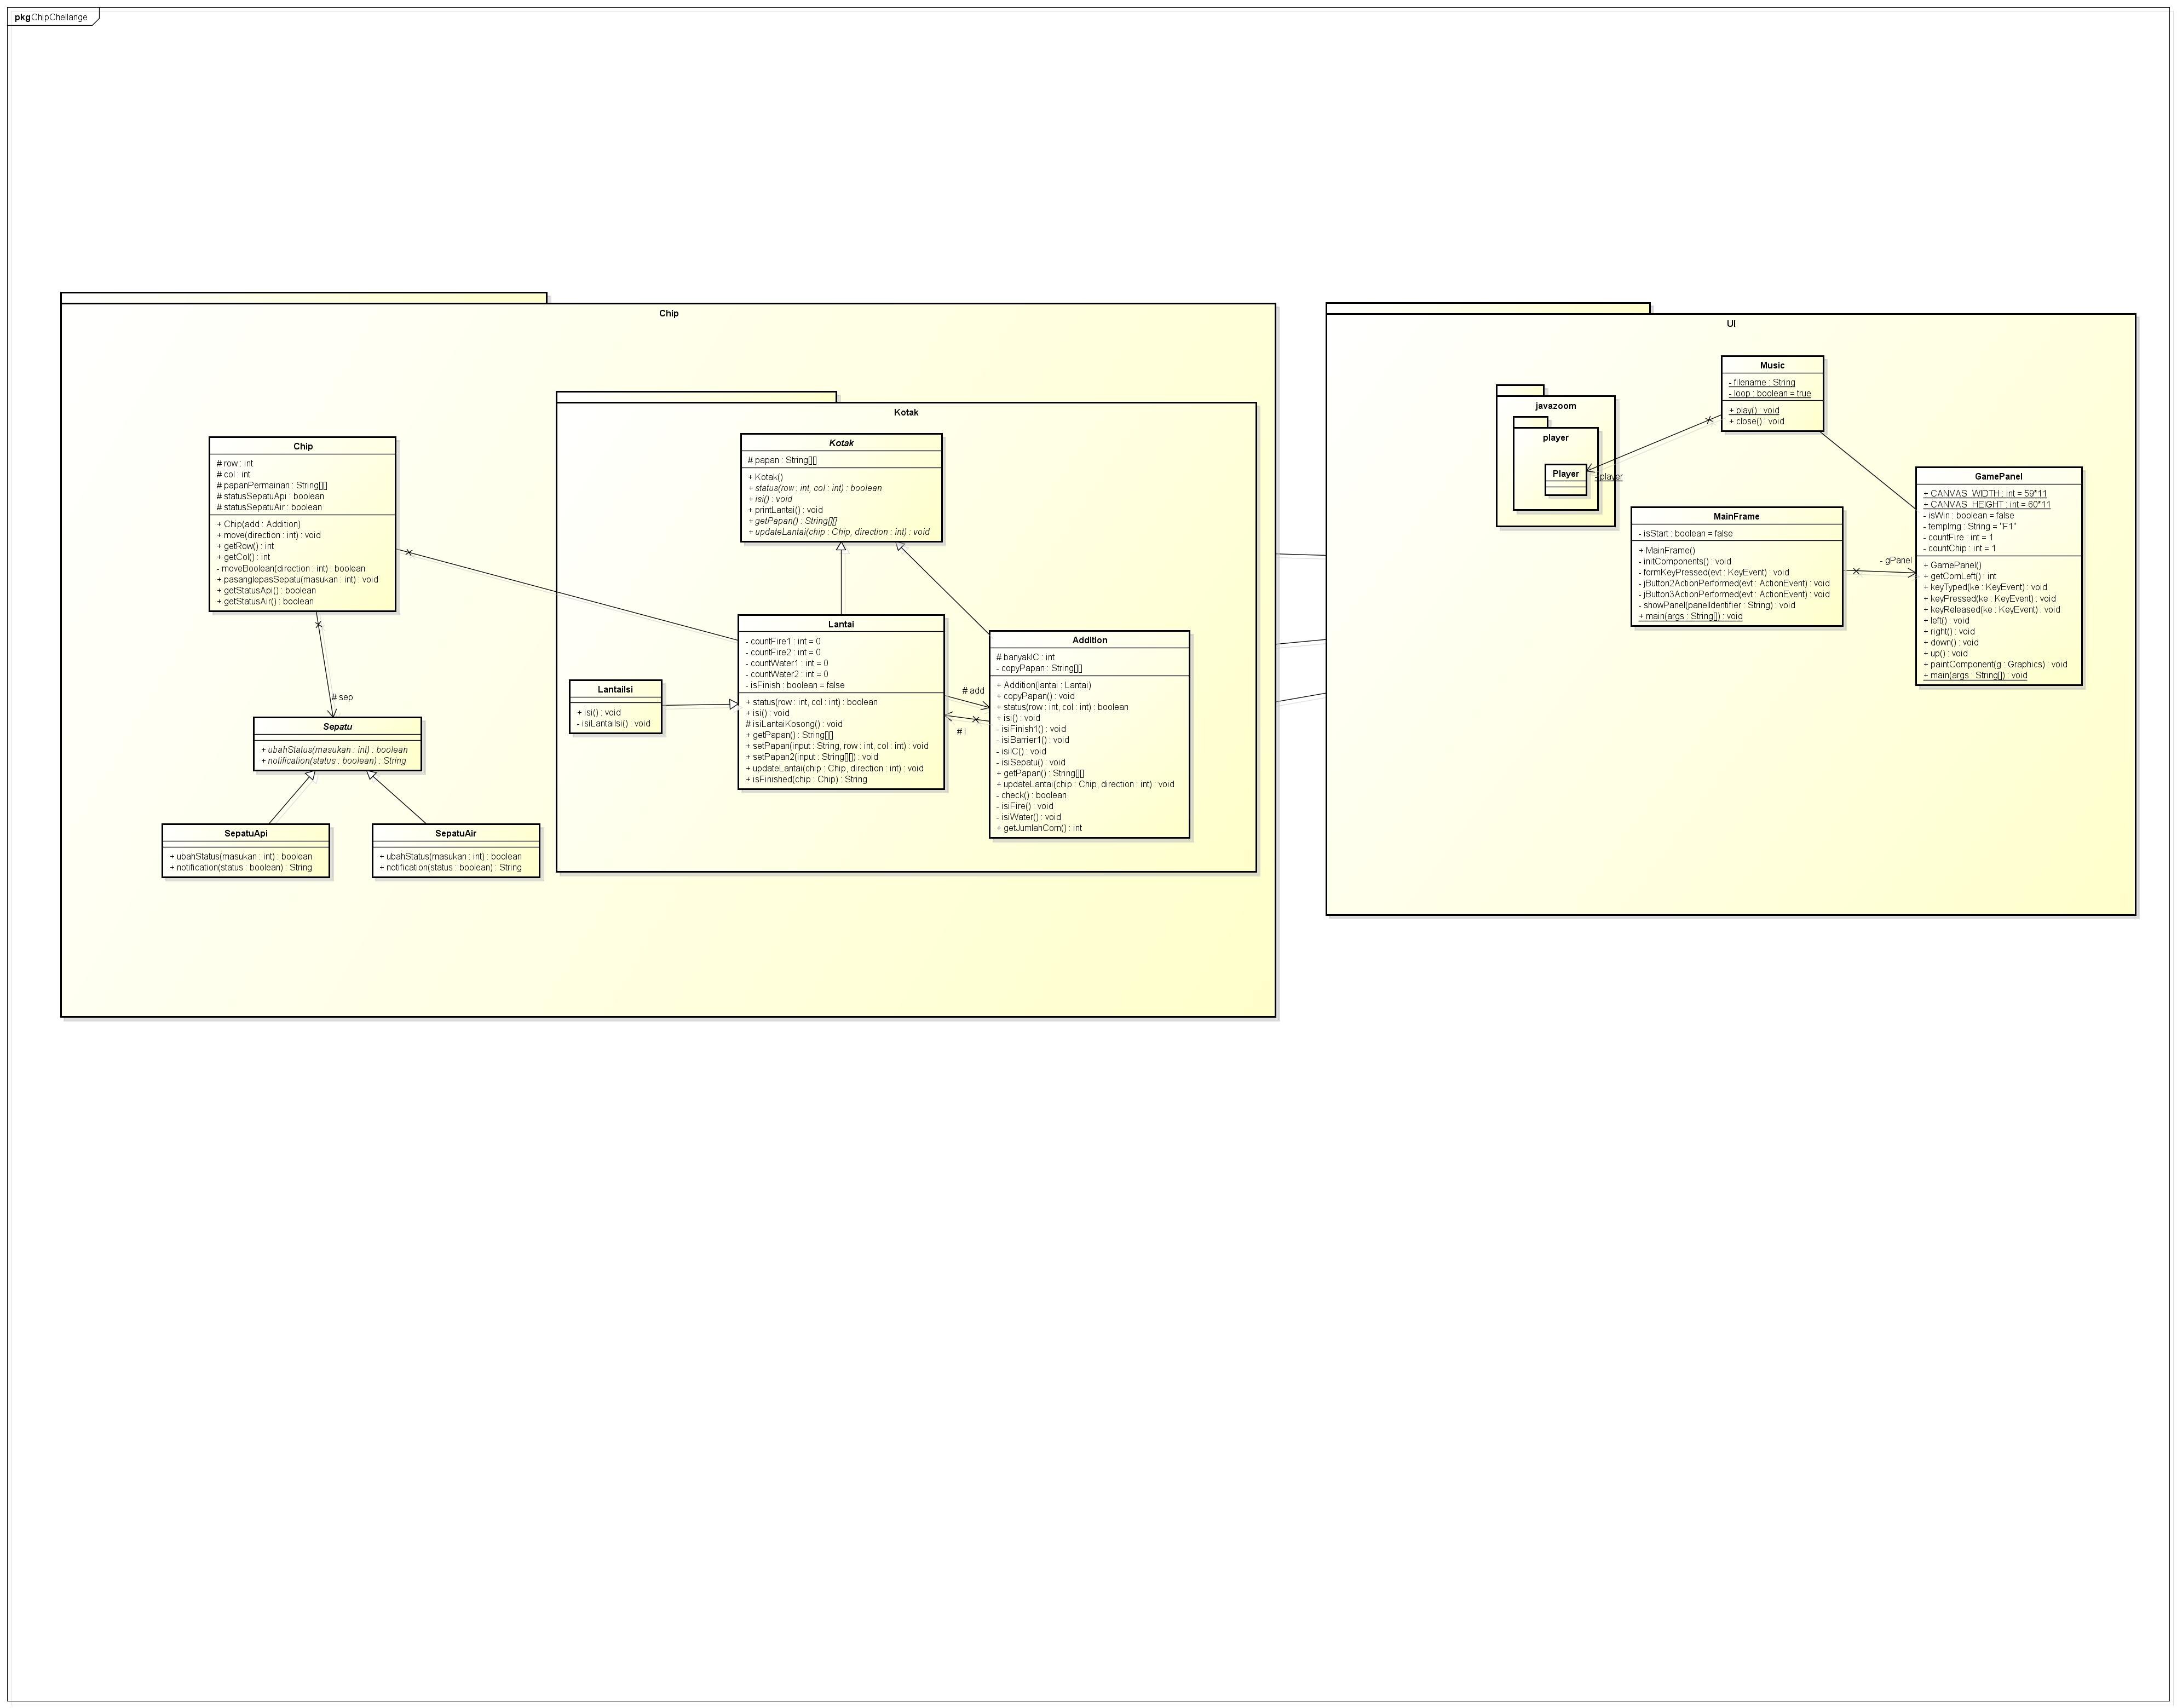 pkg ChipChellange
Chip
Chip
# row : int
# col : int
# papanPermainan : String[][]
# statusSepatuApi : boolean
# statusSepatuAir : boolean
+ Chip(add : Addition)
+ move(direction : int) : void
+ getRow() : int
+ getCol() : int
- moveBoolean(direction : int) : boolean
+ pasanglepasSepatu(masukan : int) : void
+ getStatusApi() : boolean
+ getStatusAir() : boolean
# sep
Sepatu
+ ubahStatus(masukan : int) : boolean
+ notification(status : boolean) : String
SepatuApi
+ ubahStatus(masukan : int) : boolean
+ notification(status : boolean) : String
SepatuAir
+ ubahStatus(masukan : int) : boolean
+ notification(status : boolean) : String
Kotak
Kotak
# papan : String[][]
+ Kotak()
+ status(row : int, col : int) : boolean
+ isi() : void
+ printLantai() : void
+ getPapan() : String[][]
+ updateLantai(chip : Chip, direction : int) : void
LantaiIsi
+ isi() : void
- isiLantaiIsi() : void
Lantai
- countFire1 : int = 0
- countFire2 : int = 0
- countWater1 : int = 0
- countWater2 : int = 0
- isFinish : boolean = false
+ status(row : int, col : int) : boolean
+ isi() : void
# isiLantaiKosong() : void
+ getPapan() : String[][]
+ setPapan(input : String, row : int, col : int) : void
+ setPapan2(input : String[][]) : void
+ updateLantai(chip : Chip, direction : int) : void
+ isFinished(chip : Chip) : String
# add
# l
Addition
# banyakIC : int
- copyPapan : String[][]
+ Addition(lantai : Lantai)
+ copyPapan() : void
+ status(row : int, col : int) : boolean
+ isi() : void
- isiFinish1() : void
- isiBarrier1() : void
- isiIC() : void
- isiSepatu() : void
+ getPapan() : String[][]
+ updateLantai(chip : Chip, direction : int) : void
- check() : boolean
- isiFire() : void
- isiWater() : void
+ getJumlahCorn() : int
UI
javazoom
player
Player
- player
Music
- filename : String
- loop : boolean = true
+ play() : void
+ close() : void
MainFrame
- isStart : boolean = false
+ MainFrame()
- initComponents() : void
- formKeyPressed(evt : KeyEvent) : void
- jButton2ActionPerformed(evt : ActionEvent) : void
- jButton3ActionPerformed(evt : ActionEvent) : void
- showPanel(panelIdentifier : String) : void
+ main(args : String[]) : void
- gPanel
GamePanel
+ CANVAS_WIDTH : int = 59*11
+ CANVAS_HEIGHT : int = 60*11
- isWin : boolean = false
- tempImg : String = "F1"
- countFire : int = 1
- countChip : int = 1
+ GamePanel()
+ getCornLeft() : int
+ keyTyped(ke : KeyEvent) : void
+ keyPressed(ke : KeyEvent) : void
+ keyReleased(ke : KeyEvent) : void
+ left() : void
+ right() : void
+ down() : void
+ up() : void
+ paintComponent(g : Graphics) : void
+ main(args : String[]) : void